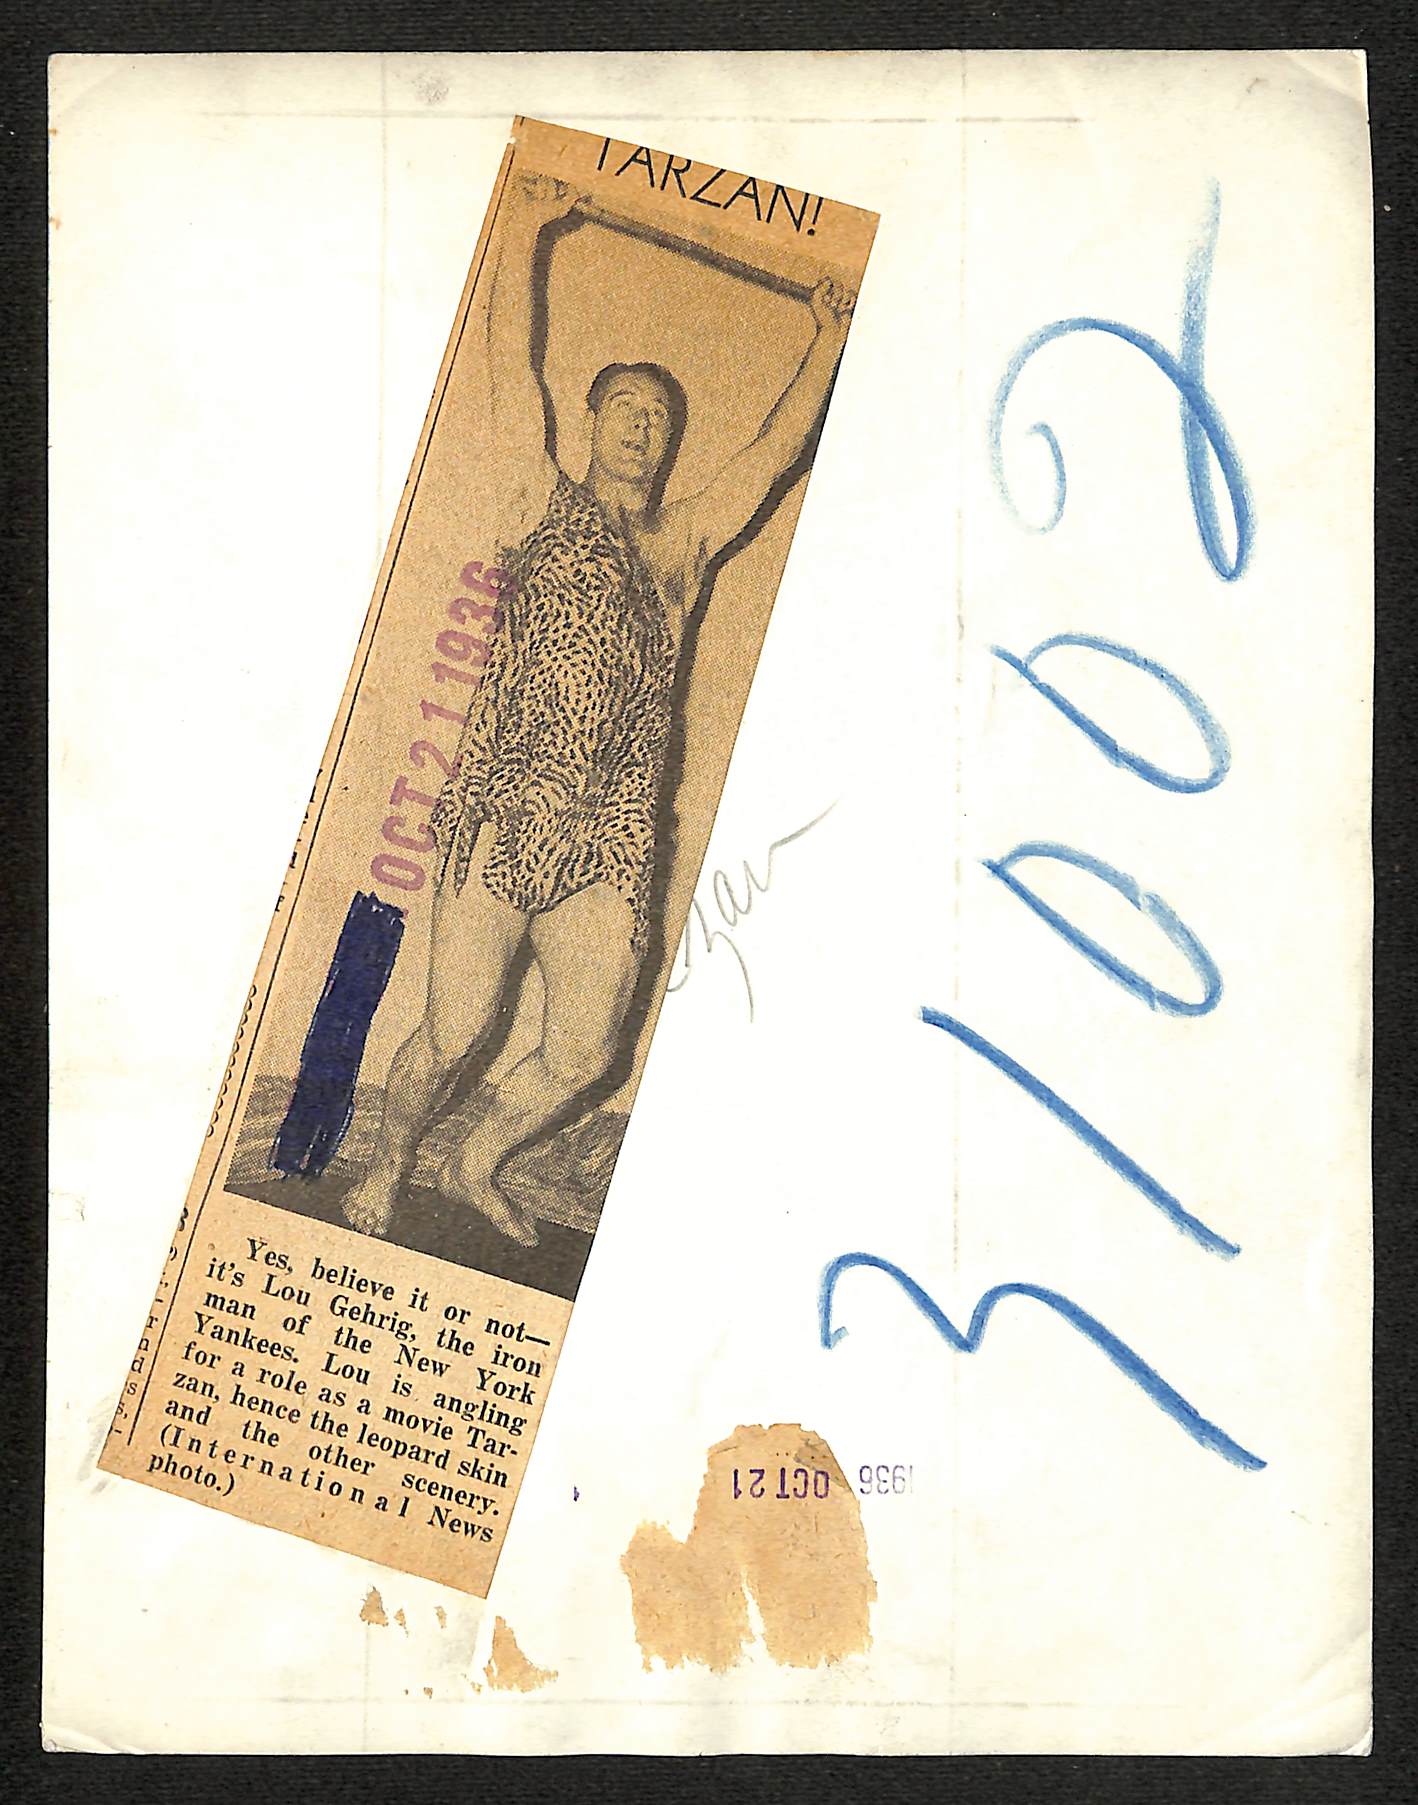 TARZAN!
OCT 21 1936
Yes, believe it or not—
it's Lou Gehrig, the iron
man of the New York
Yankees. Lou is angling
for a role as a movie Tar-
zan, hence the leopard skin
and the other scenery.
(International News
photo.)
1936 OCT 21